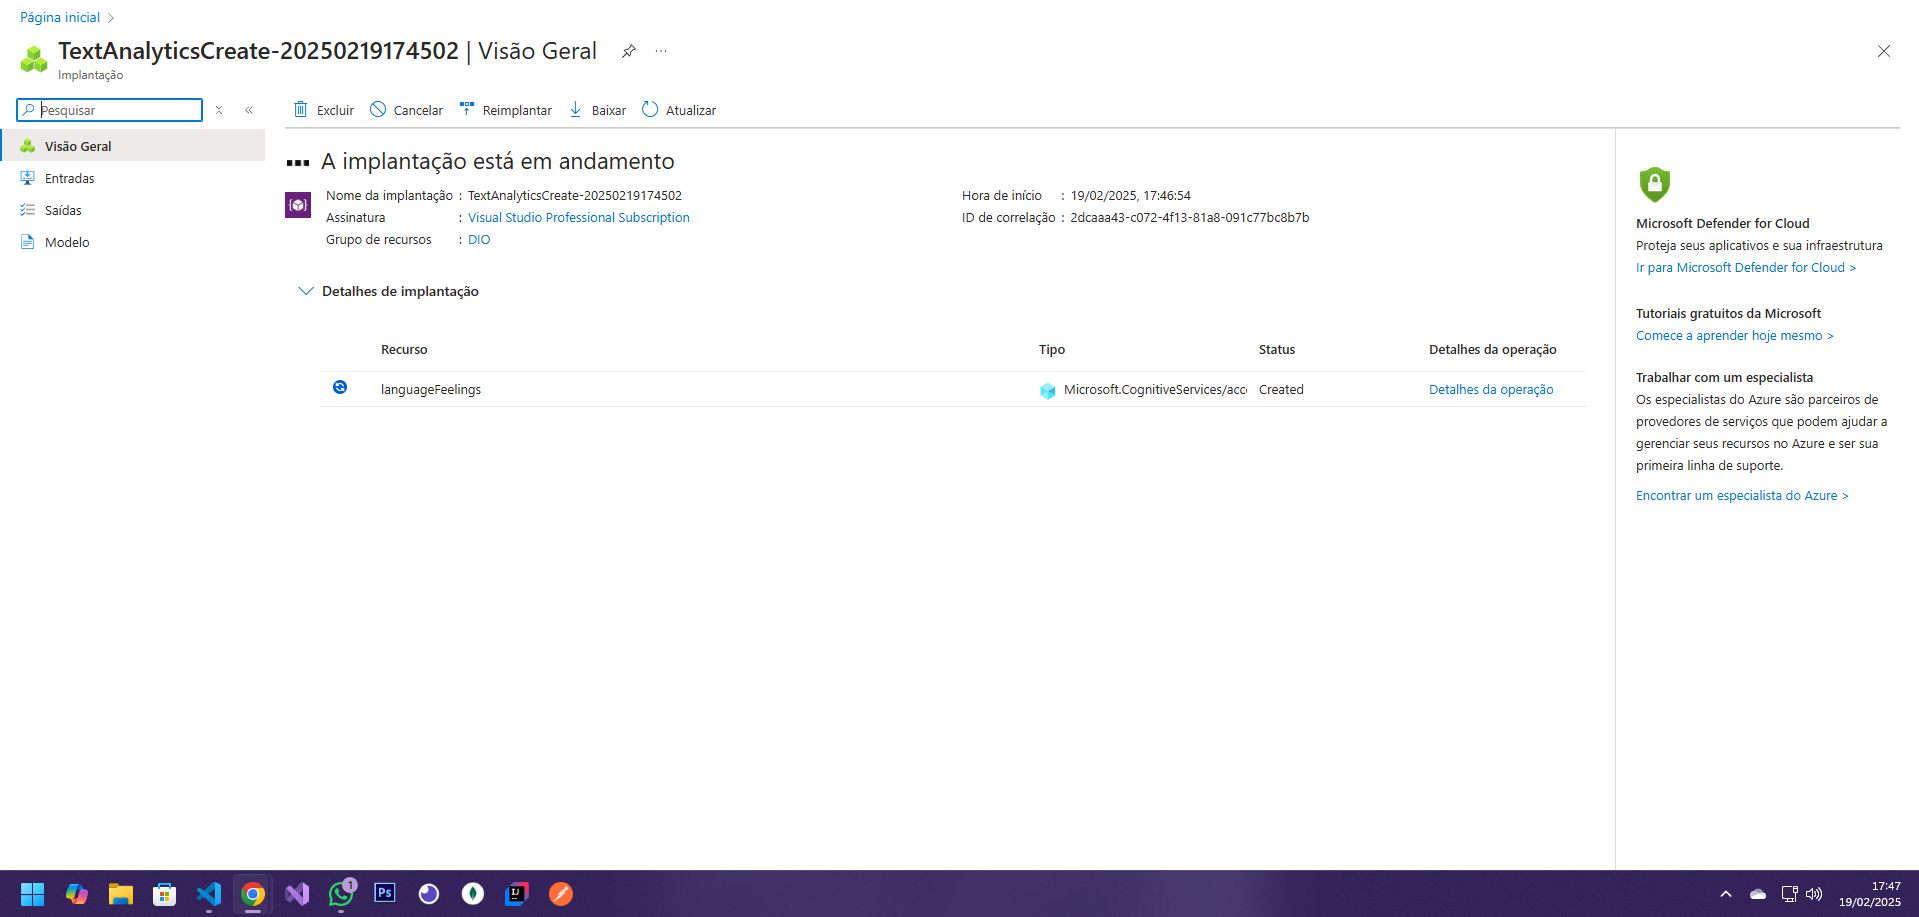 Página inicial
TextAnalyticsCreate-20250219174502 | Visão Geral
Implantação
Pesquisar
Visão Geral
Entradas
Saídas
Modelo
Excluir Cancelar Reimplantar Baixar Atualizar
A implantação está em andamento
Nome da implantação : TextAnalyticsCreate-20250219174502
Assinatura : Visual Studio Professional Subscription
Grupo de recursos : DIO
Hora de início : 19/02/2025, 17:46:54
ID de correlação : 2dcaaa43-c072-4f13-81a8-091c77bc8b7b
Detalhes de implantação
Recurso Tipo Status Detalhes da operação
languageFeelings Microsoft.CognitiveServices/acc Created Detalhes da operação
Microsoft Defender for Cloud
Proteja seus aplicativos e sua infraestrutura
Ir para Microsoft Defender for Cloud >
Tutoriais gratuitos da Microsoft
Comece a aprender hoje mesmo >
Trabalhar com um especialista
Os especialistas do Azure são parceiros de
provedores de serviços que podem ajudar a
gerenciar seus recursos no Azure e ser sua
primeira linha de suporte.
Encontrar um especialista do Azure >
1
Ps
IJ
17:47
19/02/2025